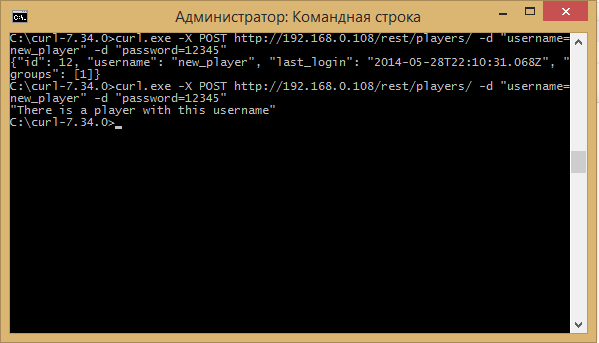 Администратор: Командная строка
C:\curl-7.34.0>curl.exe -X POST http://192.168.0.108/rest/players/ -d "username=
new_player" -d "password=12345"
{"id": 12, "username": "new_player", "last_login": "2014-05-28T22:10:31.068Z", "
groups": [1]}
C:\curl-7.34.0>curl.exe -X POST http://192.168.0.108/rest/players/ -d "username=
new_player" -d "password=12345"
"There is a player with this username"
C:\curl-7.34.0>